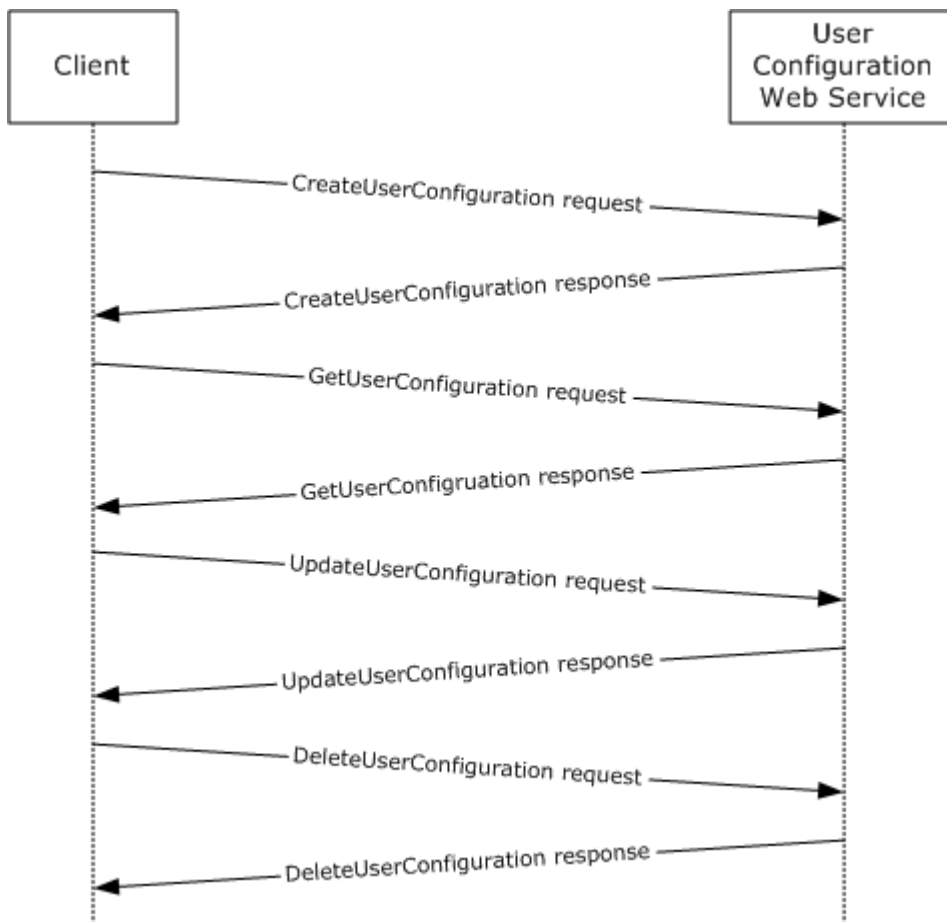 Client
User
Configuration
Web Service
CreateUserConfiguration request
CreateUserConfiguration response
GetUserConfiguration request
GetUserConfigruation response
UpdateUserConfiguration request
UpdateUserConfiguration response
DeleteUserConfiguration request
DeleteUserConfiguration response